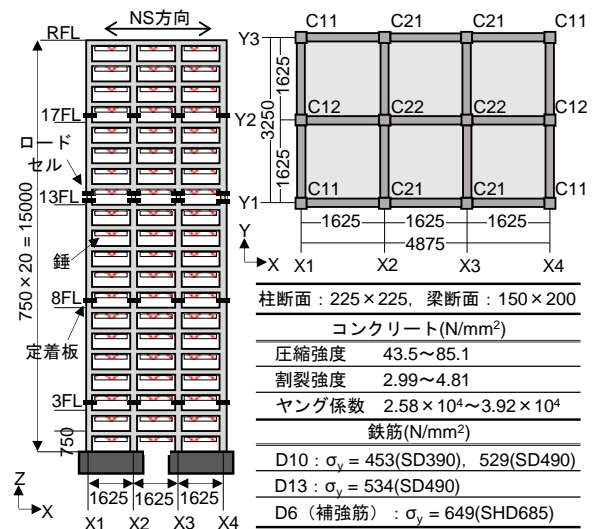 NS方向
RFL
17FL
ロード
セル
13FL
錘
8FL
定着板
3FL
750
750×20 = 15000
1625 1625 1625
X1 X2 X3 X4
Z
X
C11 C21 C21 C11
Y3
1625
C12 C22 C22 C12
Y2
3250
1625
C11 C21 C21 C11
Y1
1625 1625 1625
4875
Y
X
X1 X2 X3 X4
柱断面：225×225, 梁断面：150×200
コンクリート(N/mm²)
圧縮強度 43.5～85.1
割裂強度 2.99～4.81
ヤング係数 2.58×10⁴～3.92×10⁴
鉄筋(N/mm²)
D10：σy = 453(SD390), 529(SD490)
D13：σy = 534(SD490)
D6（補強筋）：σy = 649(SHD685)